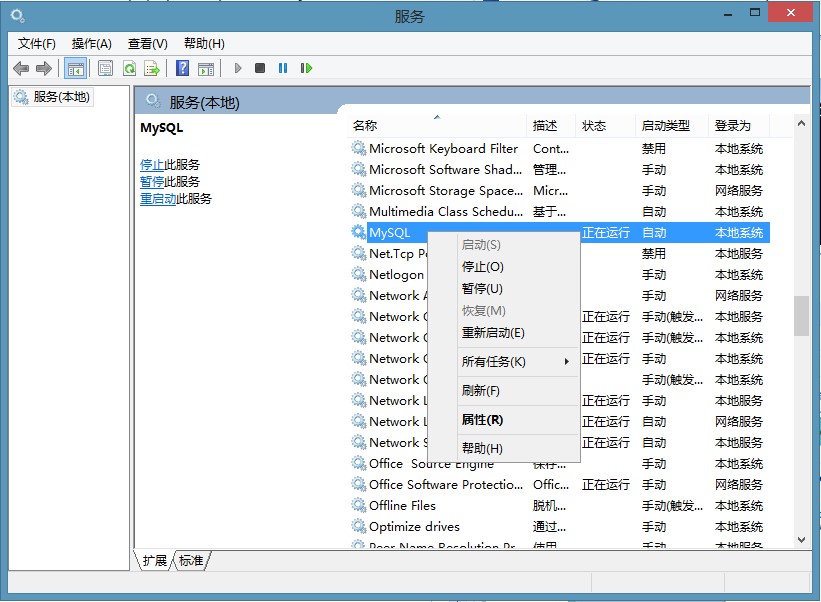 服务
文件(F) 操作(A) 查看(V) 帮助(H)
服务(本地)
服务(本地)
MySQL
停止此服务
暂停此服务
重启动此服务
名称 描述 状态 启动类型 登录为
Microsoft Keyboard Filter Cont... 禁用 本地系统
Microsoft Software Shad... 管理... 手动 本地系统
Microsoft Storage Space... Micr... 手动 网络服务
Multimedia Class Schedu... 基于... 自动 本地系统
MySQL 正在运行 自动 本地系统
Net.Tcp 禁用 本地服务
Netlogon 手动 本地系统
Network 手动 网络服务
Network 正在运行 手动(触发... 本地服务
Network 正在运行 手动(触发... 本地系统
Network 正在运行 手动 本地系统
Network 手动(触发... 本地系统
Network 正在运行 手动 本地服务
Network 正在运行 自动 网络服务
Network 正在运行 自动 本地服务
Office Source Engine 保存... 手动 本地系统
Office Software Protectio... Offic... 正在运行 手动 网络服务
Offline Files 脱机... 手动(触发... 本地系统
Optimize drives 通过... 手动 本地系统
Peer Name Resolution Pr 使用 手动 本地服务
启动(S)
停止(O)
暂停(U)
恢复(M)
重新启动(E)
所有任务(K)
刷新(F)
属性(R)
帮助(H)
扩展 标准